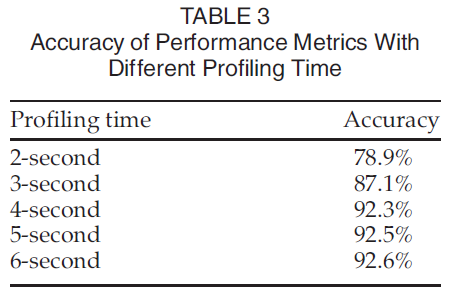 TABLE 3
Accuracy of Performance Metrics With
Different Profiling Time
Profiling time Accuracy
2-second 78.9%
3-second 87.1%
4-second 92.3%
5-second 92.5%
6-second 92.6%